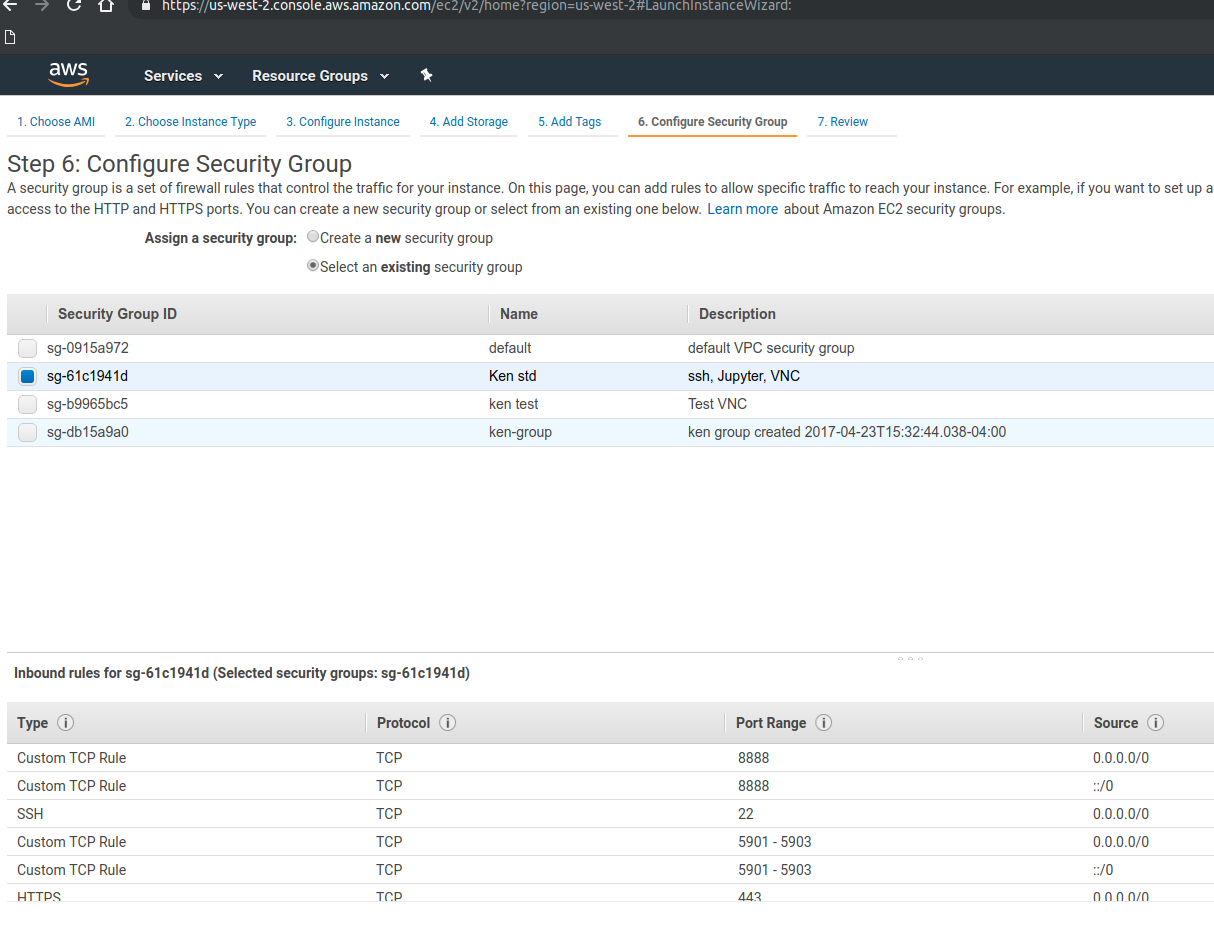 https://us-west-2.console.aws.amazon.com/ec2/v2/home?region=us-west-2#LaunchInstanceWizard:
aws Services Resource Groups
1. Choose AMI 2. Choose Instance Type 3. Configure Instance 4. Add Storage 5. Add Tags 6. Configure Security Group 7. Review
Step 6: Configure Security Group
A security group is a set of firewall rules that control the traffic for your instance. On this page, you can add rules to allow specific traffic to reach your instance. For example, if you want to set up a
access to the HTTP and HTTPS ports. You can create a new security group or select from an existing one below. Learn more about Amazon EC2 security groups.
Assign a security group: Create a new security group
Select an existing security group
Security Group ID Name Description
sg-0915a972 default default VPC security group
sg-61c1941d Ken std ssh, Jupyter, VNC
sg-b9965bc5 ken test Test VNC
sg-db15a9a0 ken-group ken group created 2017-04-23T15:32:44.038-04:00
Inbound rules for sg-61c1941d (Selected security groups: sg-61c1941d)
Type i Protocol i Port Range i Source i
Custom TCP Rule TCP 8888 0.0.0.0/0
Custom TCP Rule TCP 8888 ::/0
SSH TCP 22 0.0.0.0/0
Custom TCP Rule TCP 5901 - 5903 0.0.0.0/0
Custom TCP Rule TCP 5901 - 5903 ::/0
HTTPS TCP 443 0.0.0.0/0